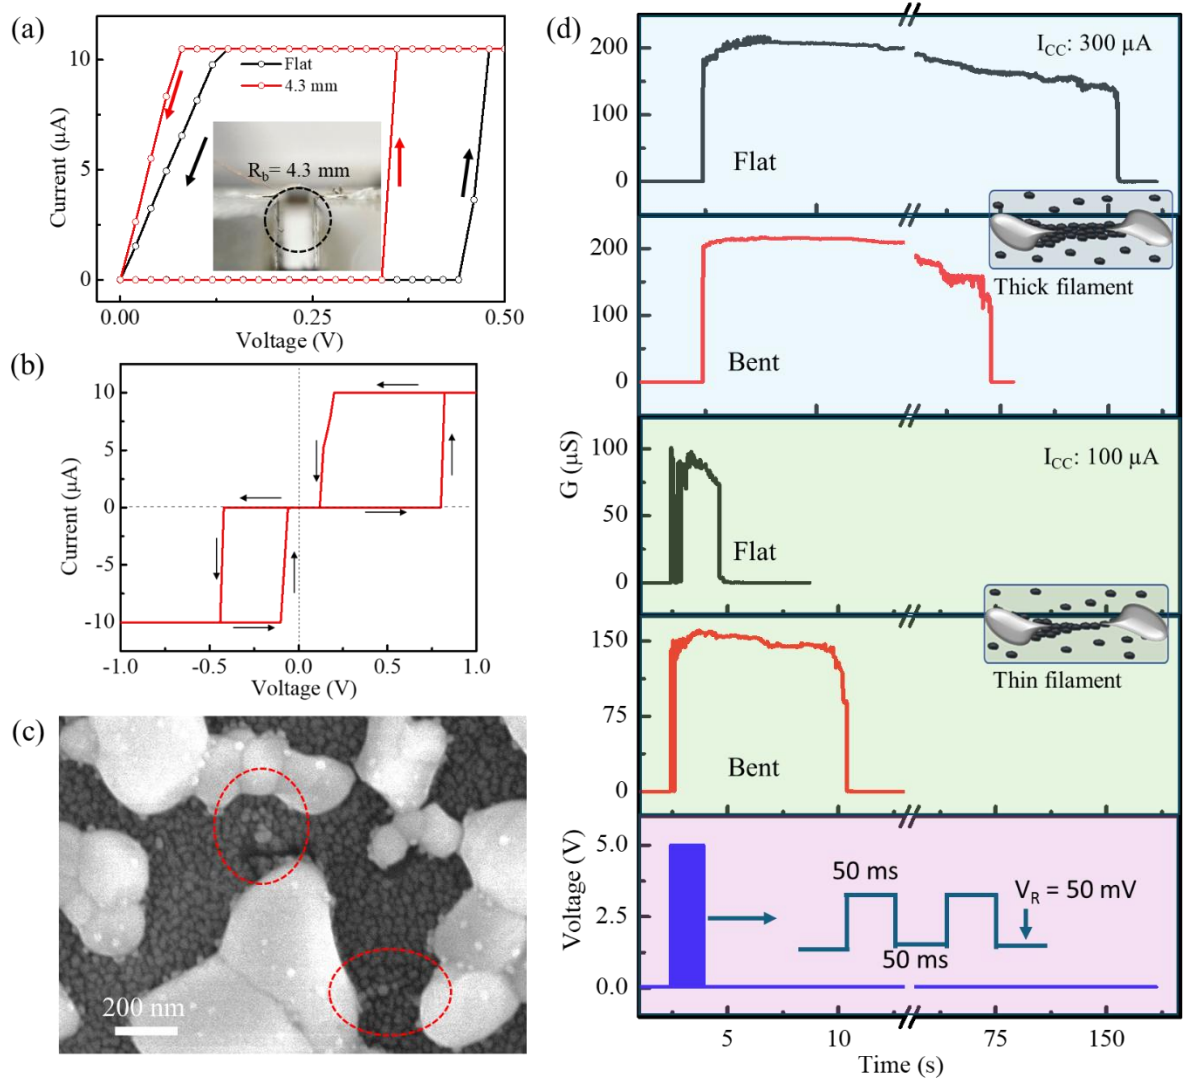 (a)
Current (µA)
10
5
0
Flat
4.3 mm
R_b= 4.3 mm
0.00
0.25
0.50
Voltage (V)
(b)
Current (µA)
10
5
0
-5
-10
-1.0
-0.5
0.0
0.5
1.0
Voltage (V)
(c)
200 nm
(d)
200
100
0
I_CC: 300 µA
Flat
Thick filament
200
100
0
Bent
G (µS)
100
50
0
I_CC: 100 µA
Flat
Thin filament
150
75
0
Bent
Voltage (V)
5.0
2.5
0.0
50 ms
50 ms
V_R = 50 mV
5
10
75
150
Time (s)